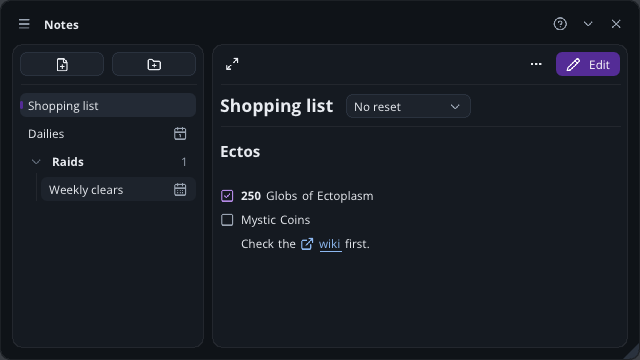 Notes
Edit
Shopping list
Dailies
Raids 1
Weekly clears
Shopping list No reset
Ectos
250 Globs of Ectoplasm
Mystic Coins
Check the wiki first.